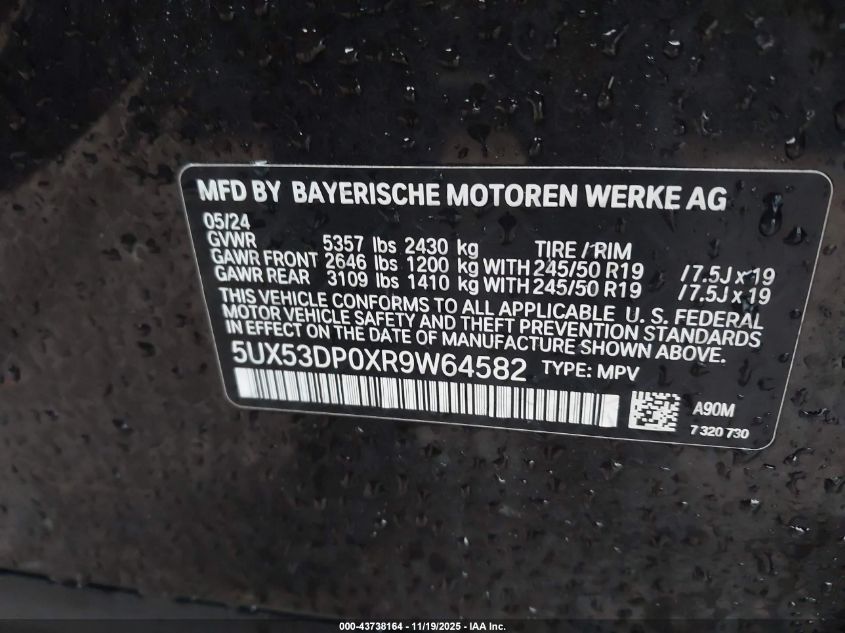 MFD BY BAYERISCHE MOTOREN WERKE AG
05/24
GVWR 5357 lbs 2430 kg TIRE / RIM
GAWR FRONT 2646 lbs 1200 kg WITH 245/50 R19 / 7.5J x 19
GAWR REAR 3109 lbs 1410 kg WITH 245/50 R19 / 7.5J x 19
THIS VEHICLE CONFORMS TO ALL APPLICABLE U. S. FEDERAL
MOTOR VEHICLE SAFETY AND THEFT PREVENTION STANDARDS
IN EFFECT ON THE DATE OF MANUFACTURE SHOWN ABOVE.
5UX53DP0XR9W64582 TYPE: MPV
A90M
7 320 730
000-43738164 - 11/19/2025 - IAA Inc.